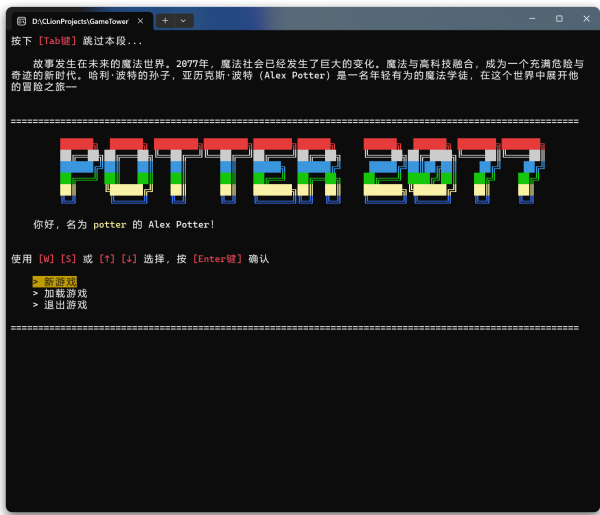 D:\CLionProjects\GameTower
按下 [Tab键] 跳过本段...
故事发生在未来的魔法世界。2077年，魔法社会已经发生了巨大的变化。魔法与高科技融合，成为一个充满危险与
奇迹的新时代。哈利·波特的孙子，亚历克斯·波特（Alex Potter）是一名年轻有为的魔法学徒，在这个世界中展开他
的冒险之旅——
POTTER 2077
你好，名为 potter 的 Alex Potter!
使用 [W] [S] 或 [↑] [↓] 选择，按 [Enter键] 确认
> 新游戏
> 加载游戏
> 退出游戏